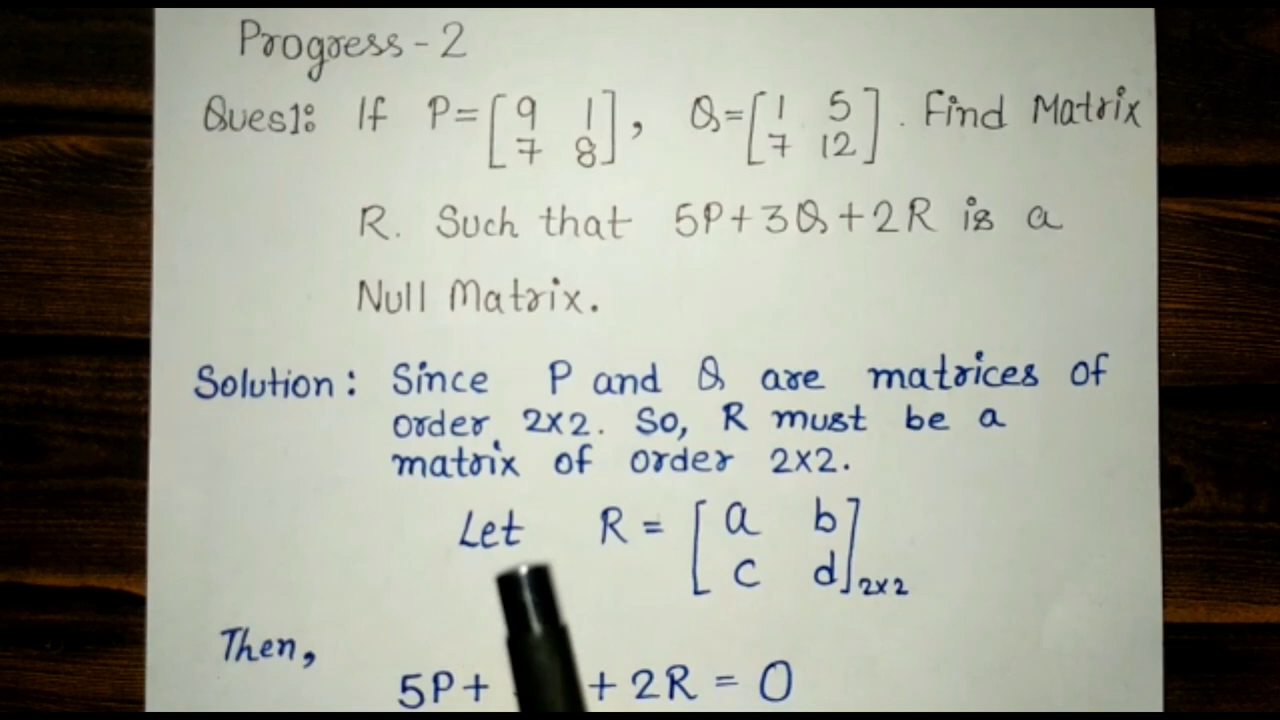 Progress - 2
Ques1: If P = [9 1], Q = [1 5]. Find Matrix
[7 8] [7 12]
R. Such that 5P + 3Q + 2R is a
Null Matrix.
Solution: Since P and Q are matrices of
order 2x2. So, R must be a
matrix of order 2x2.
Let R = [a b]
[c d]2x2
Then,
5P + + 2R = 0